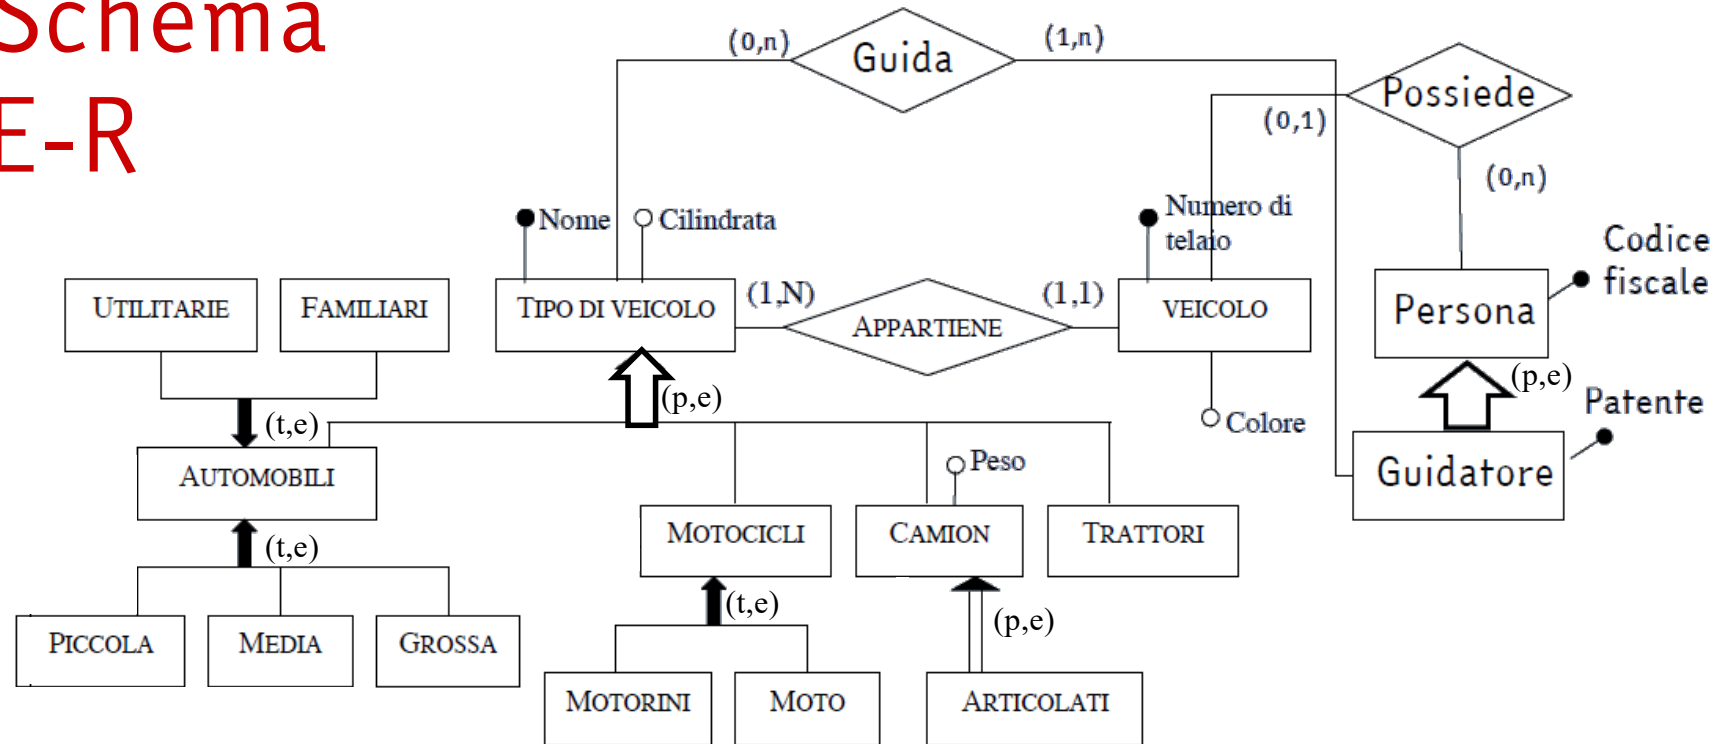 Schema
E-R
(0,n)
Guida
(1,n)
Possiede
(0,1)
(0,n)
Nome
Cilindrata
Numero di
telaio
Codice
fiscale
UTILITARIE
FAMILIARI
TIPO DI VEICOLO
(1,N)
APPARTIENE
(1,1)
VEICOLO
Persona
(t,e)
(p,e)
Colore
(p,e)
Patente
AUTOMOBILI
Peso
Guidatore
(t,e)
MOTOCICLI
CAMION
TRATTORI
(t,e)
(p,e)
PICCOLA
MEDIA
GROSSA
MOTORINI
MOTO
ARTICOLATI